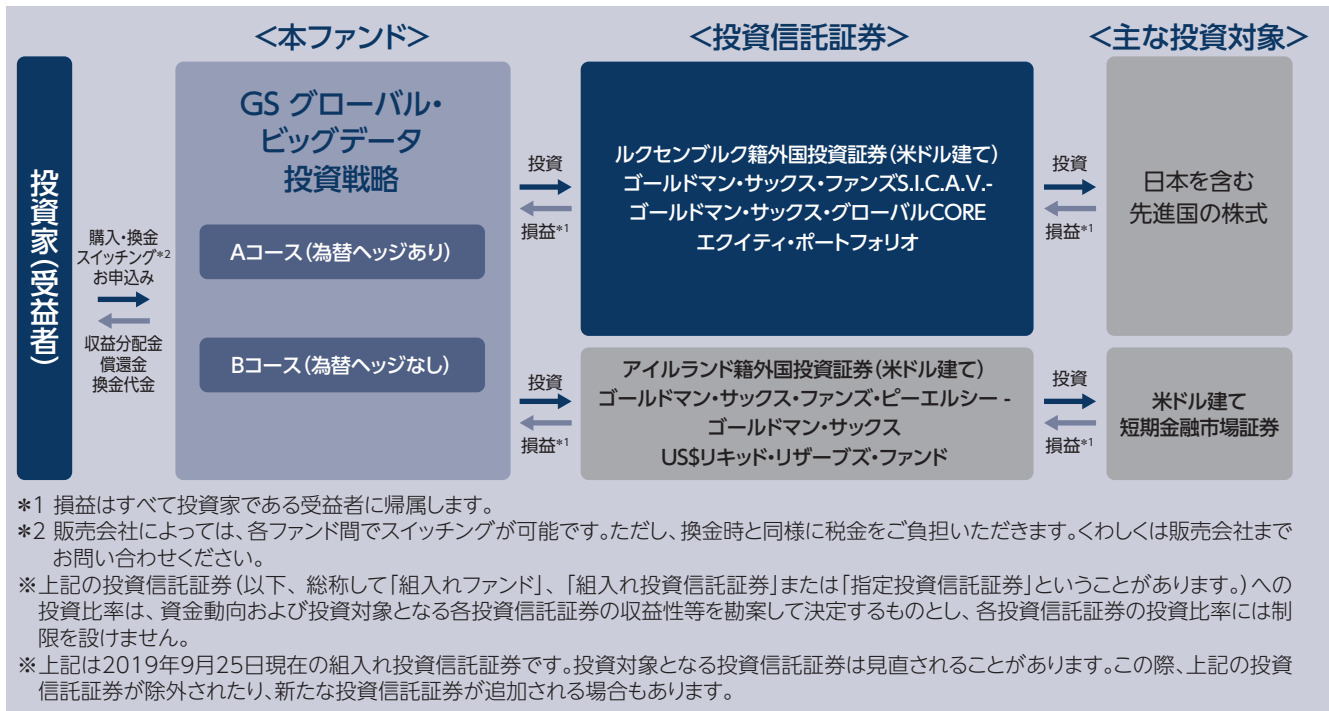 <本ファンド>
<投資信託証券>
<主な投資対象>
投資家(受益者)
購入・換金
スイッチング*2
お申込み
収益分配金
償還金
換金代金
GS グローバル・
ビッグデータ
投資戦略
Aコース(為替ヘッジあり)
Bコース(為替ヘッジなし)
投資
損益*1
ルクセンブルク籍外国投資証券(米ドル建て)
ゴールドマン・サックス・ファンズS.I.C.A.V.-
ゴールドマン・サックス・グローバルCORE
エクイティ・ポートフォリオ
投資
損益*1
日本を含む
先進国の株式
投資
損益*1
アイルランド籍外国投資証券(米ドル建て)
ゴールドマン・サックス・ファンズ・ピーエルシー -
ゴールドマン・サックス
US$リキッド・リザーブズ・ファンド
投資
損益*1
米ドル建て
短期金融市場証券
*1 損益はすべて投資家である受益者に帰属します。
*2 販売会社によっては、各ファンド間でスイッチングが可能です。ただし、換金時と同様に税金をご負担いただきます。くわしくは販売会社まで
お問い合わせください。
※上記の投資信託証券(以下、総称して「組入れファンド」、「組入れ投資信託証券」または「指定投資信託証券」ということがあります。)への
投資比率は、資金動向および投資対象となる各投資信託証券の収益性等を勘案して決定するものとし、各投資信託証券の投資比率には制
限を設けません。
※上記は2019年9月25日現在の組入れ投資信託証券です。投資対象となる投資信託証券は見直されることがあります。この際、上記の投資
信託証券が除外されたり、新たな投資信託証券が追加される場合もあります。